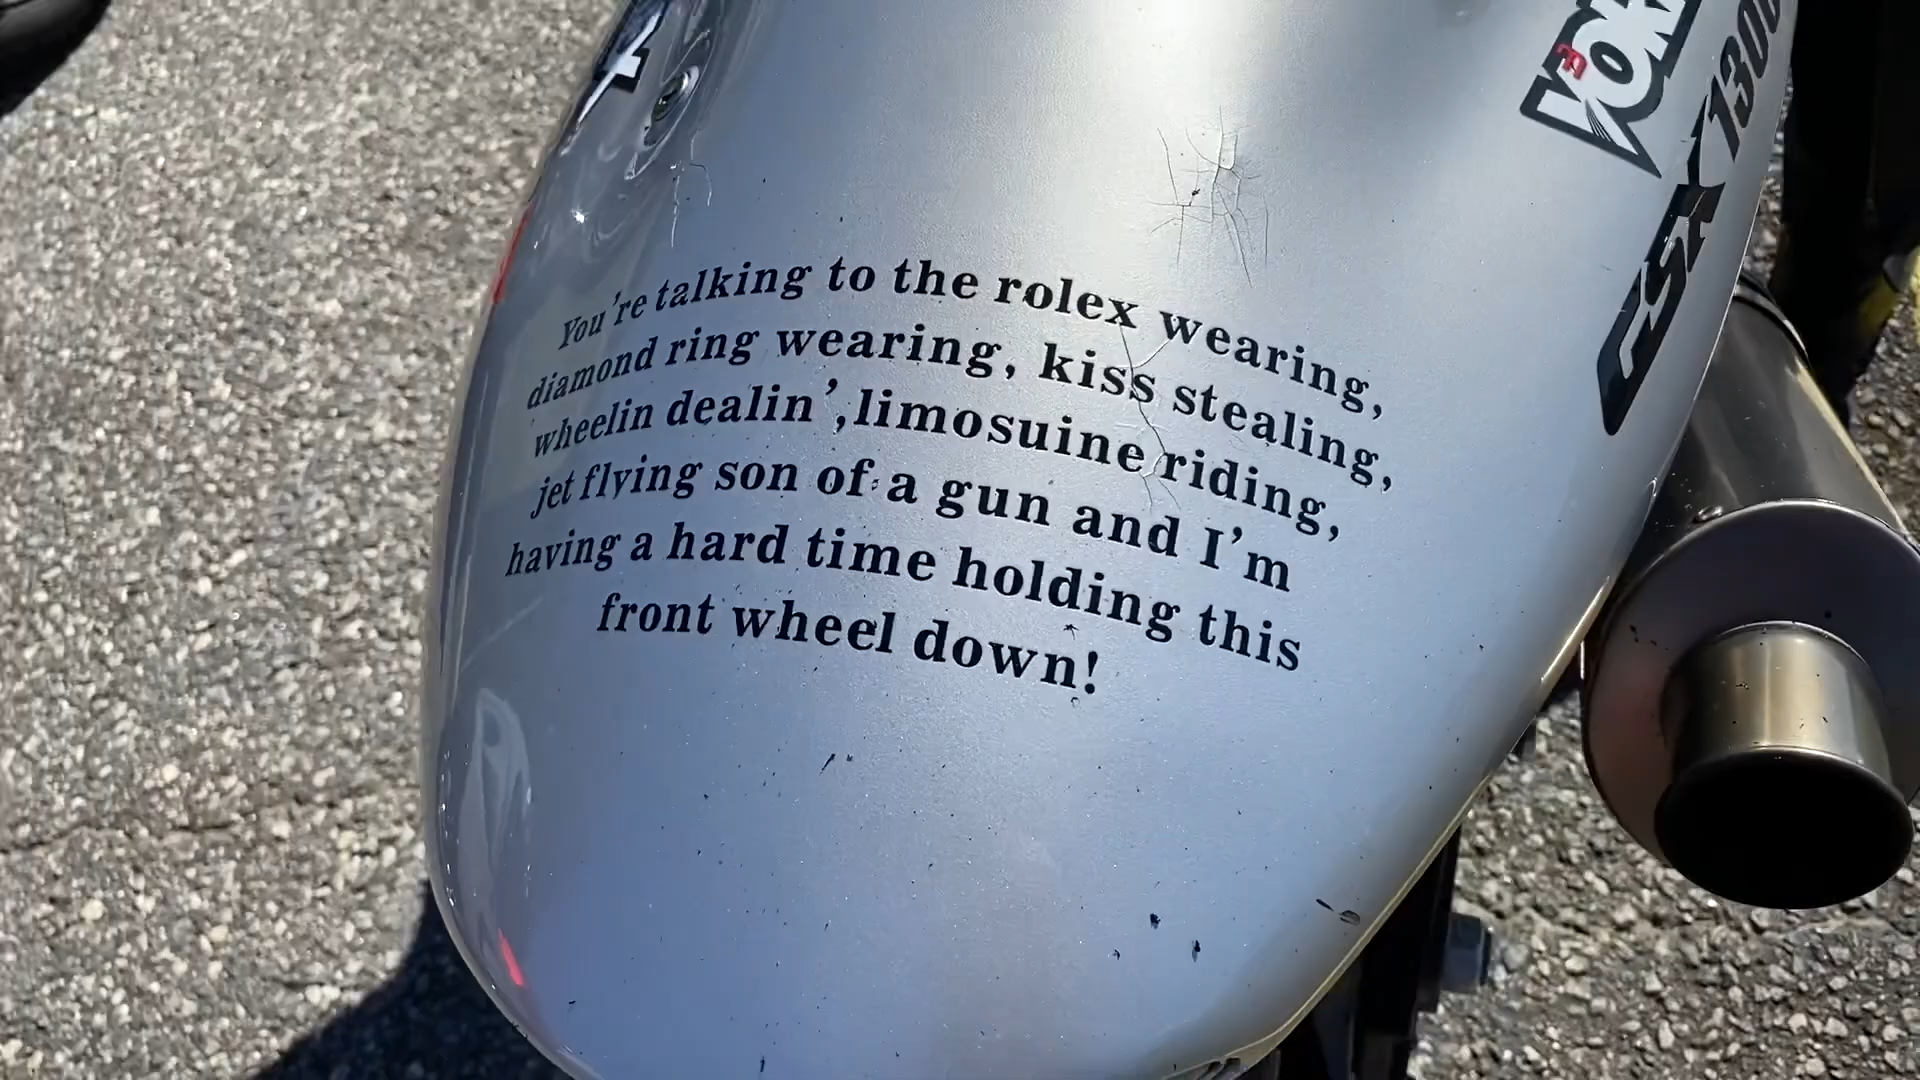 You're talking to the rolex wearing,
diamond ring wearing, kiss stealing,
wheelin dealin', limosuine riding,
jet flying son of a gun and I'm
having a hard time holding this
front wheel down!
GSX 1300